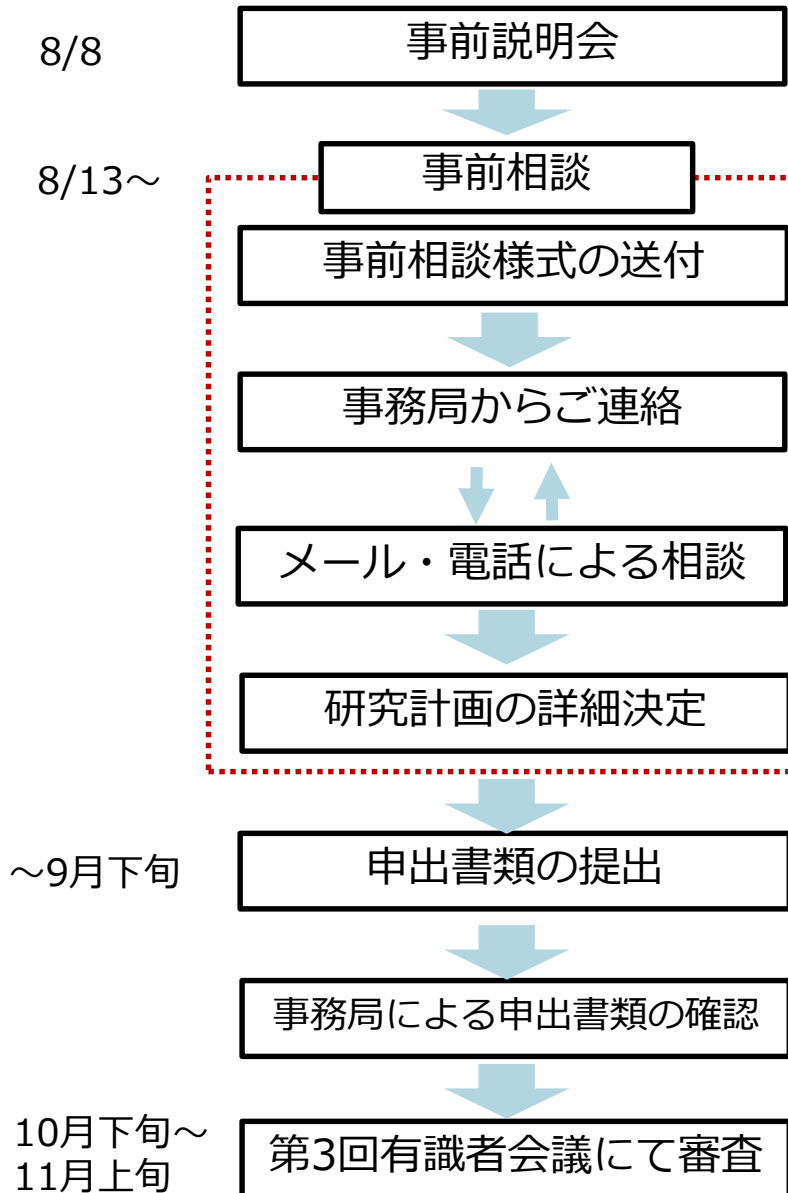 8/8
事前説明会
8/13～
事前相談
事前相談様式の送付
事務局からご連絡
メール・電話による相談
研究計画の詳細決定
～9月下旬
申出書類の提出
事務局による申出書類の確認
10月下旬～
11月上旬
第3回有識者会議にて審査